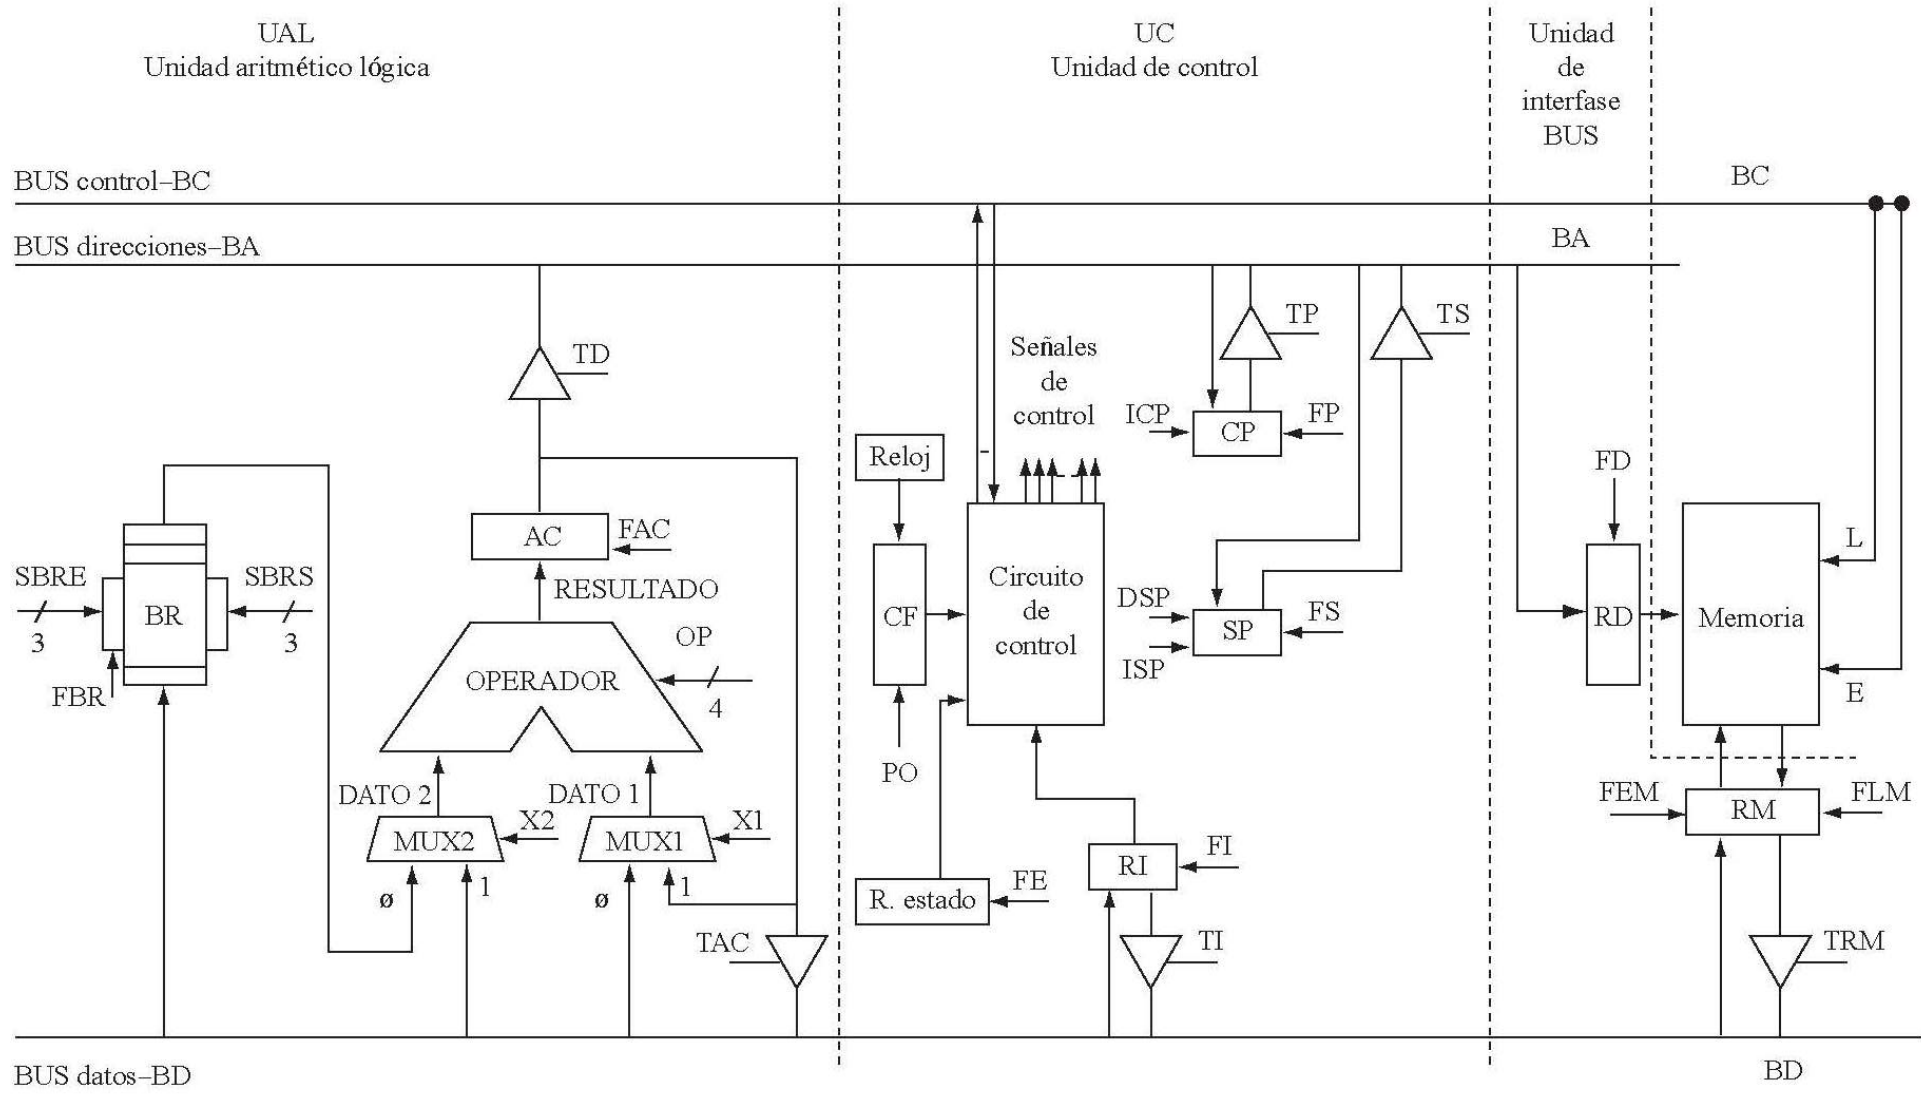 UAL
Unidad aritmético lógica
UC
Unidad de control
Unidad
de
interfase
BUS
BUS control–BC
BC
BUS direcciones–BA
BA
TD
TP
TS
Señales
de
control
ICP
FP
CP
Reloj
FD
AC
FAC
L
SBRE
SBRS
RESULTADO
BR
3
3
FBR
OP
OPERADOR
4
CF
Circuito
de
control
DSP
FS
SP
ISP
RD
Memoria
E
PO
DATO 2
DATO 1
X2
X1
MUX2
MUX1
FEM
FLM
RM
ø
1
ø
1
RI
FI
FE
R. estado
TAC
TI
TRM
BUS datos–BD
BD